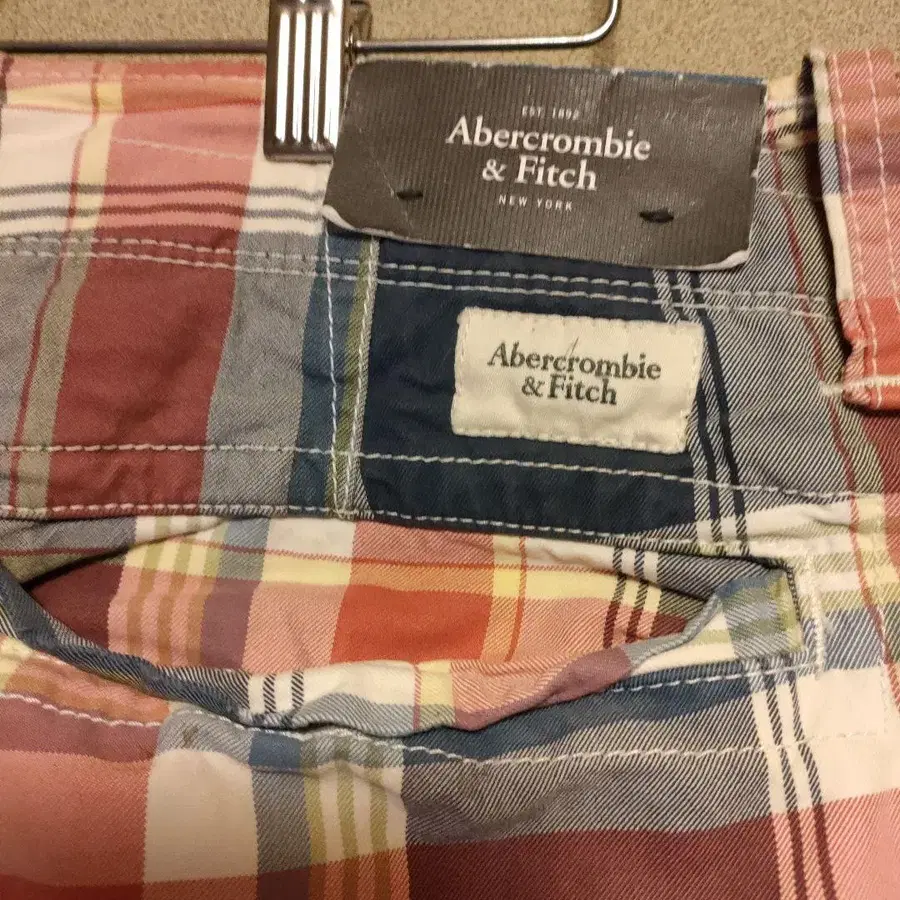 EST. 1892
Abercrombie
& Fitch
NEW YORK
Abercrombie
& Fitch